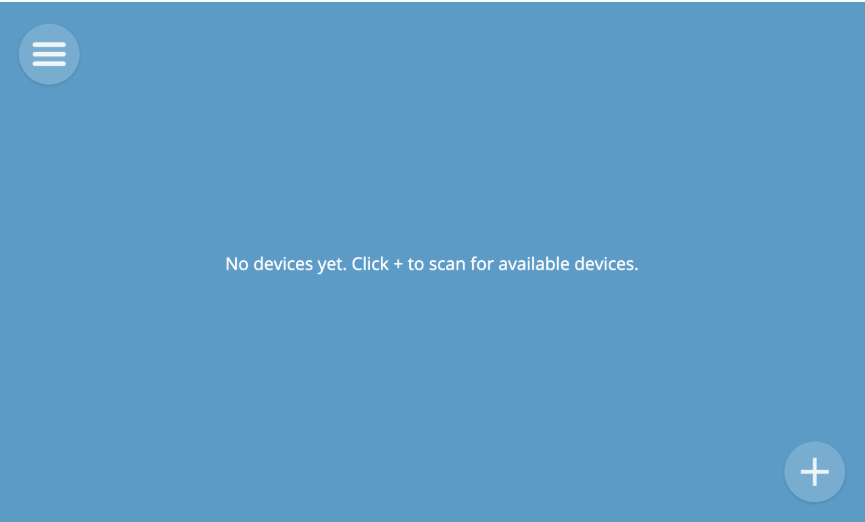 No devices yet. Click + to scan for available devices.